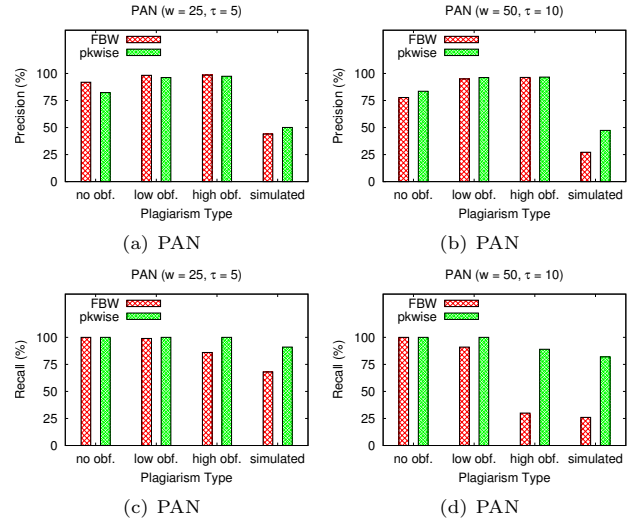 PAN (w = 25, τ = 5)
FBW
pkwise
Precision (%)
100
75
50
25
0
no obf. low obf. high obf. simulated
Plagiarism Type
(a) PAN
PAN (w = 50, τ = 10)
FBW
pkwise
Precision (%)
100
75
50
25
0
no obf. low obf. high obf. simulated
Plagiarism Type
(b) PAN
PAN (w = 25, τ = 5)
FBW
pkwise
Recall (%)
100
75
50
25
0
no obf. low obf. high obf. simulated
Plagiarism Type
(c) PAN
PAN (w = 50, τ = 10)
FBW
pkwise
Recall (%)
100
75
50
25
0
no obf. low obf. high obf. simulated
Plagiarism Type
(d) PAN